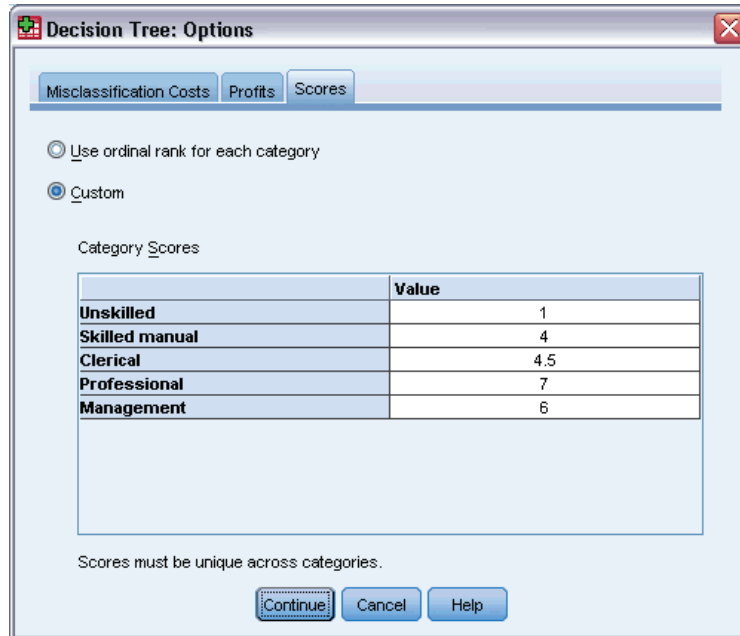 Decision Tree: Options
Misclassification Costs Profits Scores
Use ordinal rank for each category
Custom
Category Scores
Value
Unskilled 1
Skilled manual 4
Clerical 4.5
Professional 7
Management 6
Scores must be unique across categories.
Continue Cancel Help